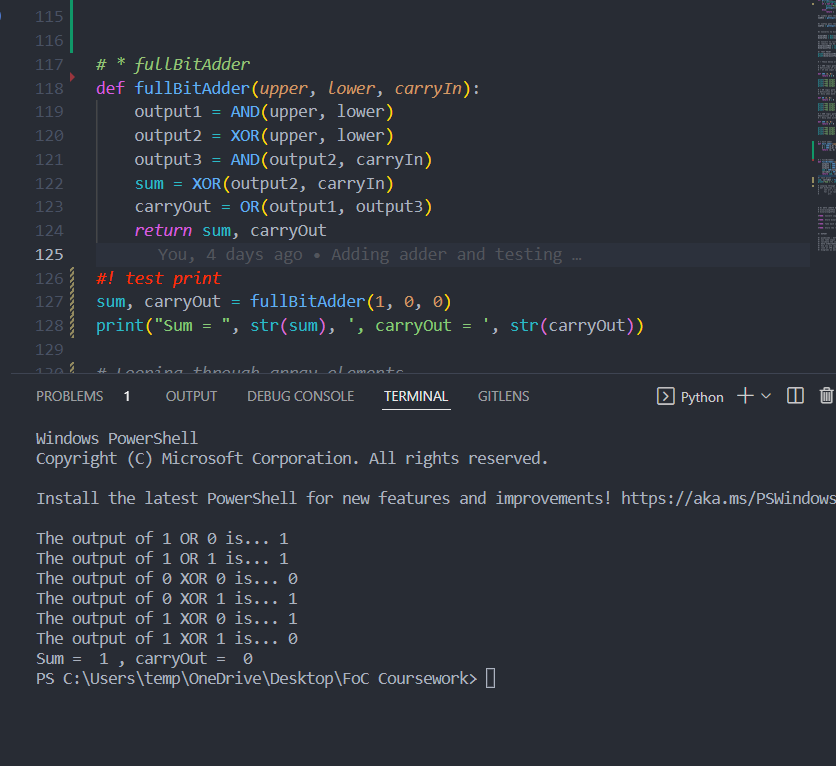 115
116
117 # * fullBitAdder
118 def fullBitAdder(upper, lower, carryIn):
119 output1 = AND(upper, lower)
120 output2 = XOR(upper, lower)
121 output3 = AND(output2, carryIn)
122 sum = XOR(output2, carryIn)
123 carryOut = OR(output1, output3)
124 return sum, carryOut
125 You, 4 days ago • Adding adder and testing …
126 #! test print
127 sum, carryOut = fullBitAdder(1, 0, 0)
128 print("Sum = ", str(sum), ', carryOut = ', str(carryOut))
129
130 # Looping through array elements
PROBLEMS 1 OUTPUT DEBUG CONSOLE TERMINAL GITLENS Python
Windows PowerShell
Copyright (C) Microsoft Corporation. All rights reserved.
Install the latest PowerShell for new features and improvements! https://aka.ms/PSWindows
The output of 1 OR 0 is... 1
The output of 1 OR 1 is... 1
The output of 0 XOR 0 is... 0
The output of 0 XOR 1 is... 1
The output of 1 XOR 0 is... 1
The output of 1 XOR 1 is... 0
Sum =  1 , carryOut =  0
PS C:\Users\temp\OneDrive\Desktop\FoC Coursework>